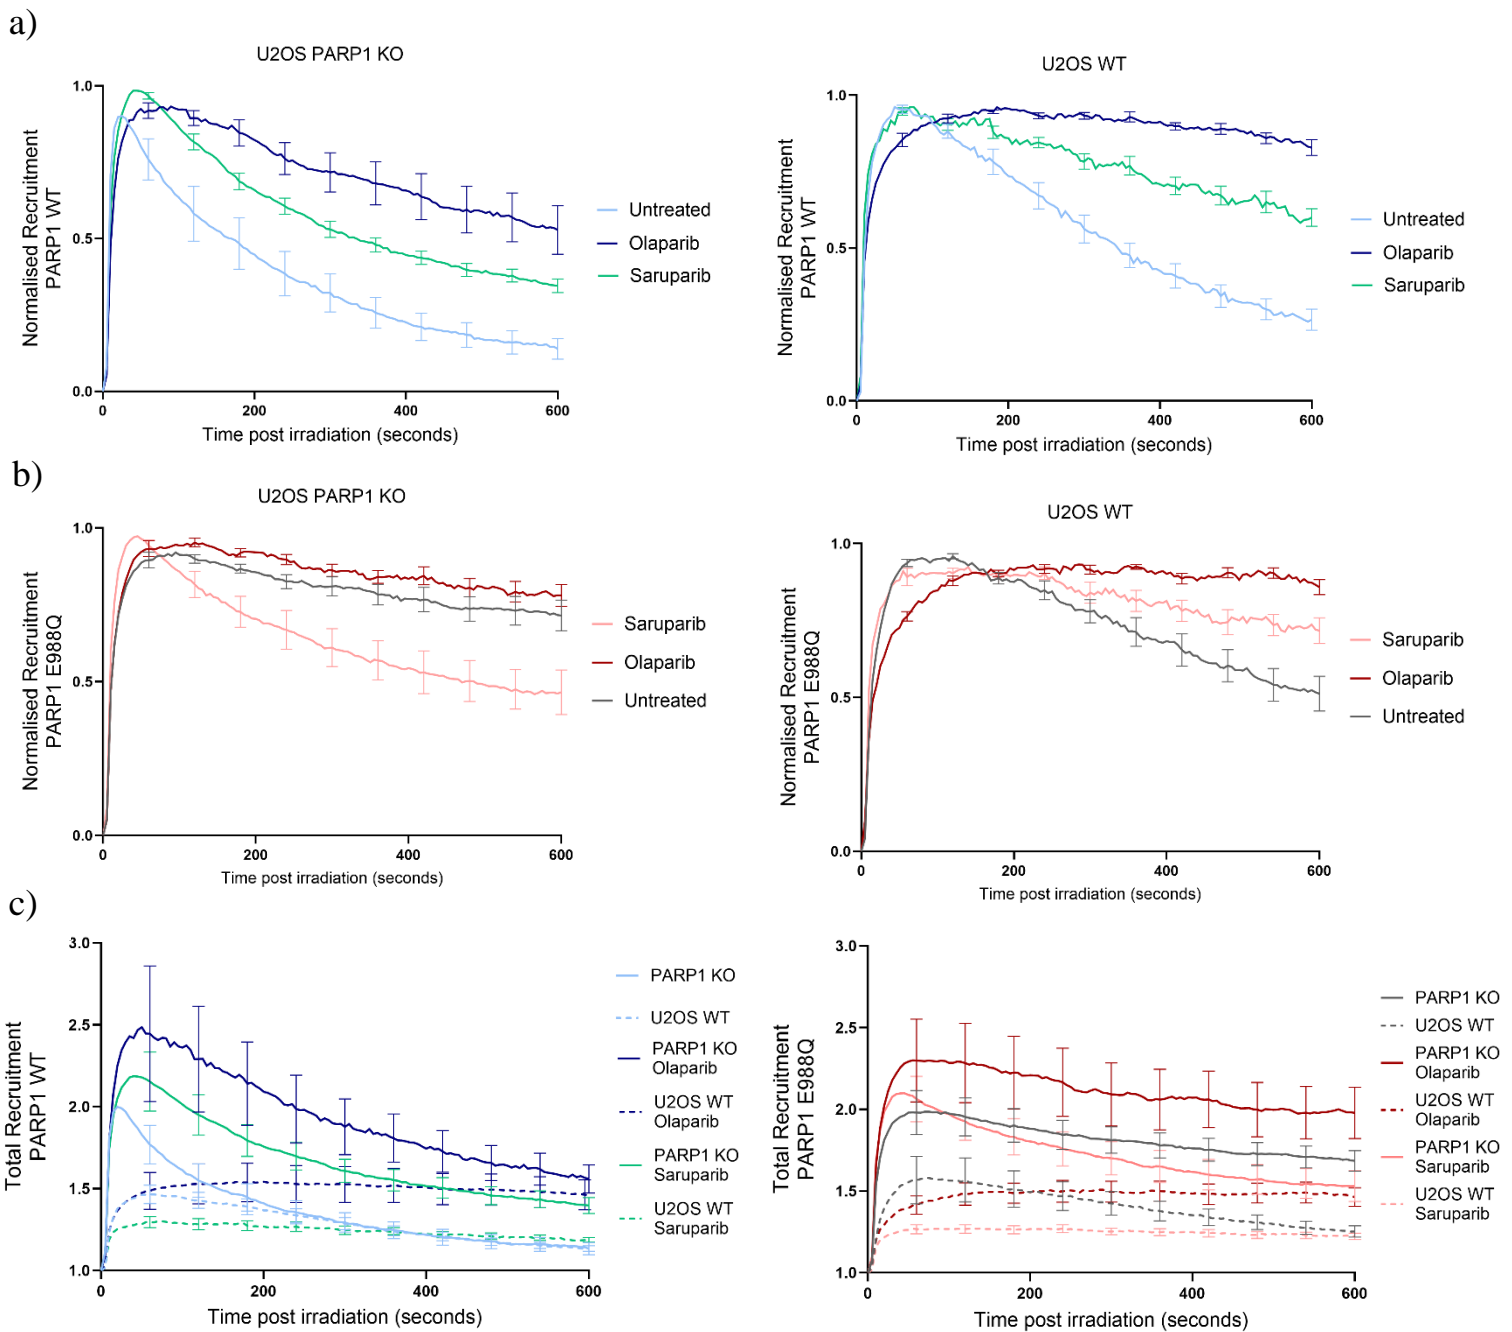 a)
U2OS PARP1 KO
Normalised Recruitment
PARP1 WT
1.0
0.5
0.0
0
200
400
600
Time post irradiation (seconds)
Untreated
Olaparib
Saruparib
U2OS WT
Normalised Recruitment
PARP1 WT
1.0
0.5
0.0
0
200
400
600
Time post irradiation (seconds)
Untreated
Olaparib
Saruparib
b)
U2OS PARP1 KO
Normalised Recruitment
PARP1 E988Q
1.0
0.5
0.0
0
200
400
600
Time post irradiation (seconds)
Saruparib
Olaparib
Untreated
U2OS WT
Normalised Recruitment
PARP1 E988Q
1.0
0.5
0.0
0
200
400
600
Time post irradiation (seconds)
Saruparib
Olaparib
Untreated
c)
Total Recruitment
PARP1 WT
3.0
2.5
2.0
1.5
1.0
0
200
400
600
Time post irradiation (seconds)
PARP1 KO
U2OS WT
PARP1 KO
Olaparib
U2OS WT
Olaparib
PARP1 KO
Saruparib
U2OS WT
Saruparib
Total Recruitment
PARP1 E988Q
3.0
2.5
2.0
1.5
1.0
0
200
400
600
Time post irradiation (seconds)
PARP1 KO
U2OS WT
PARP1 KO
Olaparib
U2OS WT
Olaparib
PARP1 KO
Saruparib
U2OS WT
Saruparib